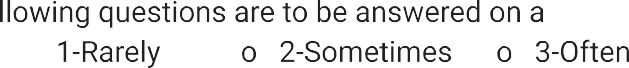 llowing questions are to be answered on a
1-Rarely o 2-Sometimes o 3-Often